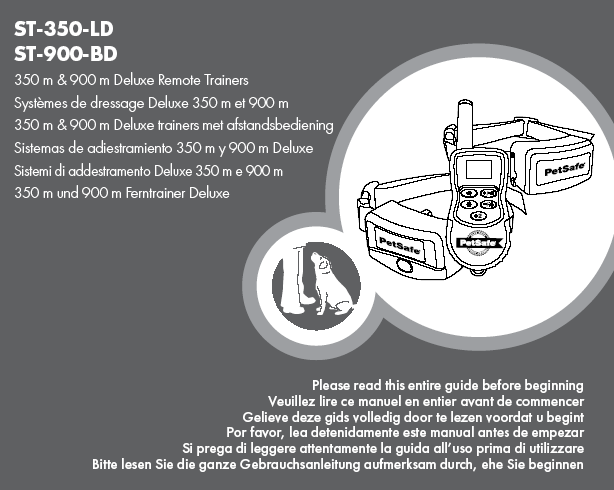 ST-350-LD
ST-900-BD
350 m & 900 m Deluxe Remote Trainers
Systèmes de dressage Deluxe 350 m et 900 m
350 m & 900 m Deluxe trainers met afstandsbediening
Sistemas de adiestramiento 350 m y 900 m Deluxe
Sistemi di addestramento Deluxe 350 m e 900 m
350 m und 900 m Ferntrainer Deluxe
PetSafe®
PetSafe®
PetSafe
Please read this entire guide before beginning
Veuillez lire ce manuel en entier avant de commencer
Gelieve deze gids volledig door te lezen voordat u begint
Por favor, lea detenidamente este manual antes de empezar
Si prega di leggere attentamente la guida all'uso prima di utilizzare
Bitte lesen Sie die ganze Gebrauchsanleitung aufmerksam durch, ehe Sie beginnen